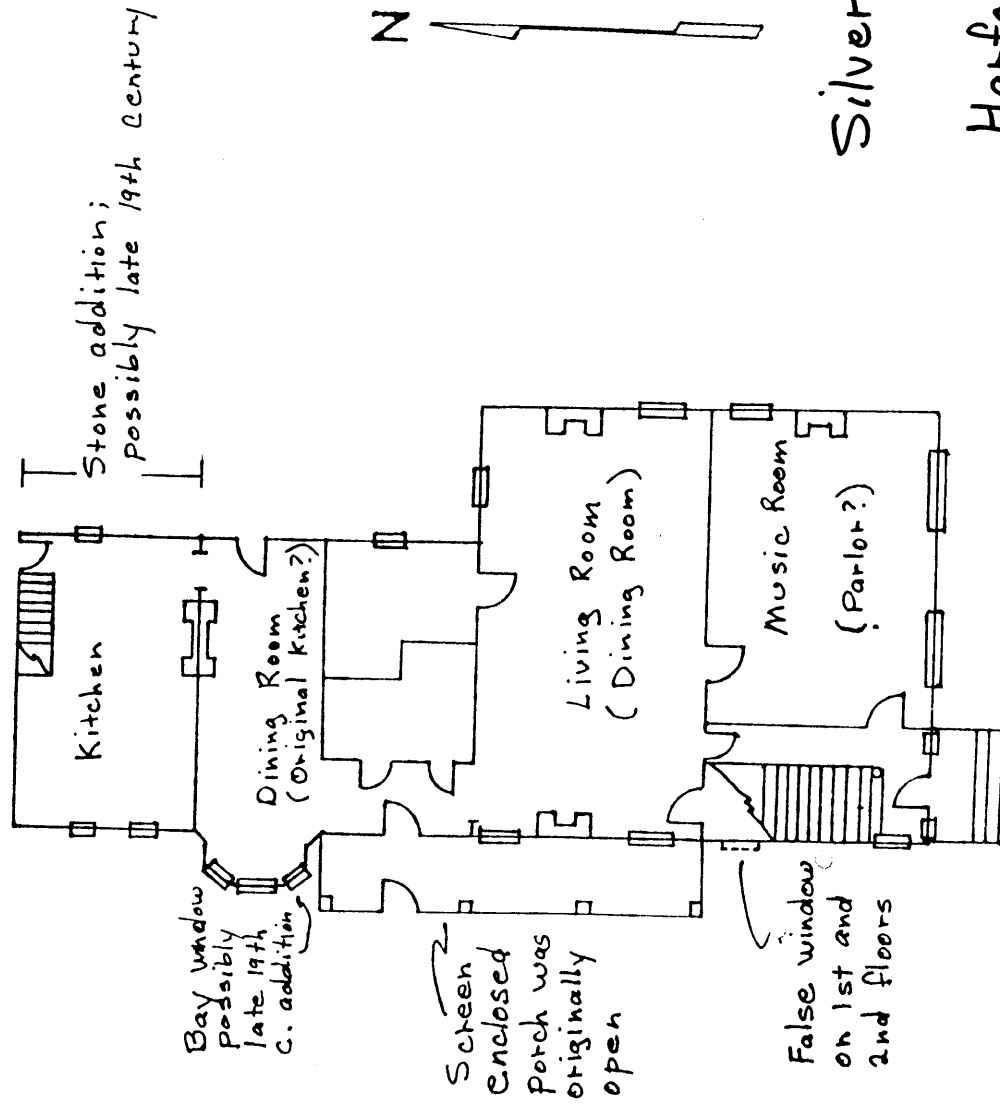 N
Silver
Harfo
Stone addition;
possibly late 19th century
Kitchen
Dining Room
(Original Kitchen?)
Living Room
(Dining Room)
Music Room
(Parlor?)
Bay window
possibly
late 19th
C. addition
Screen
enclosed
Porch was
originally
open
False window
on 1st and
2nd floors